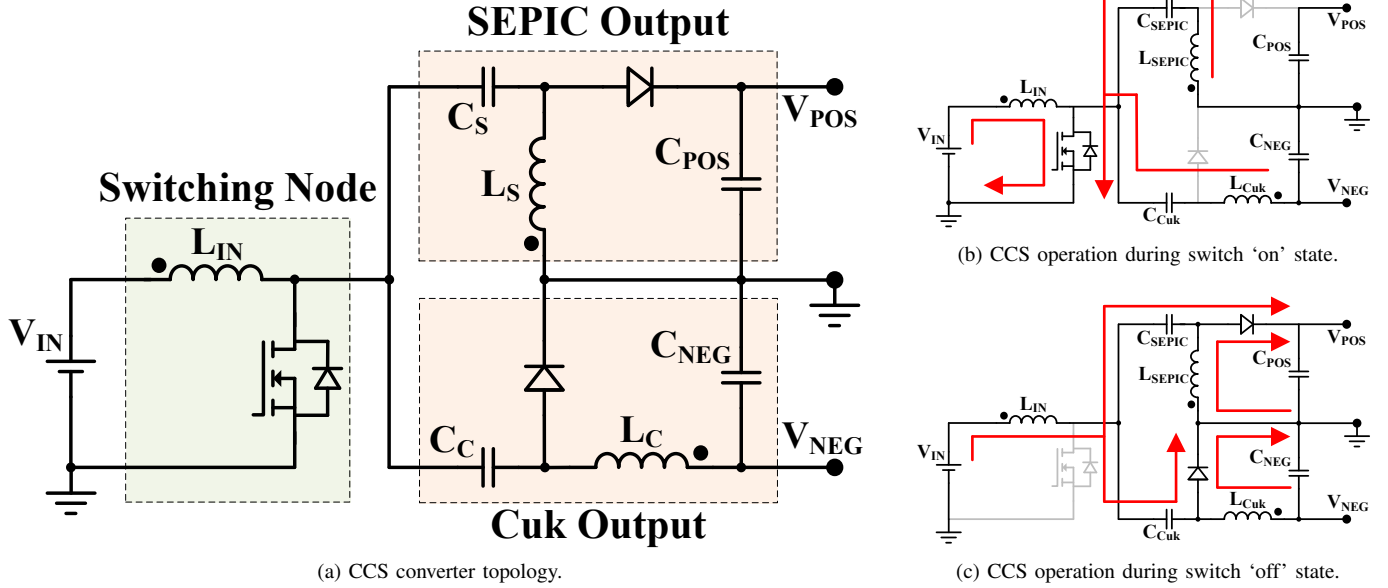 SEPIC Output
C_S
V_POS
L_S
C_POS
Switching Node
L_IN
V_IN
C_NEG
C_C
L_C
V_NEG
Cuk Output
(a) CCS converter topology.
C_SEPIC
V_POS
L_SEPIC
C_POS
L_IN
V_IN
C_NEG
L_Cuk
V_NEG
C_Cuk
(b) CCS operation during switch ‘on’ state.
C_SEPIC
V_POS
L_SEPIC
C_POS
L_IN
V_IN
C_NEG
L_Cuk
V_NEG
C_Cuk
(c) CCS operation during switch ‘off’ state.